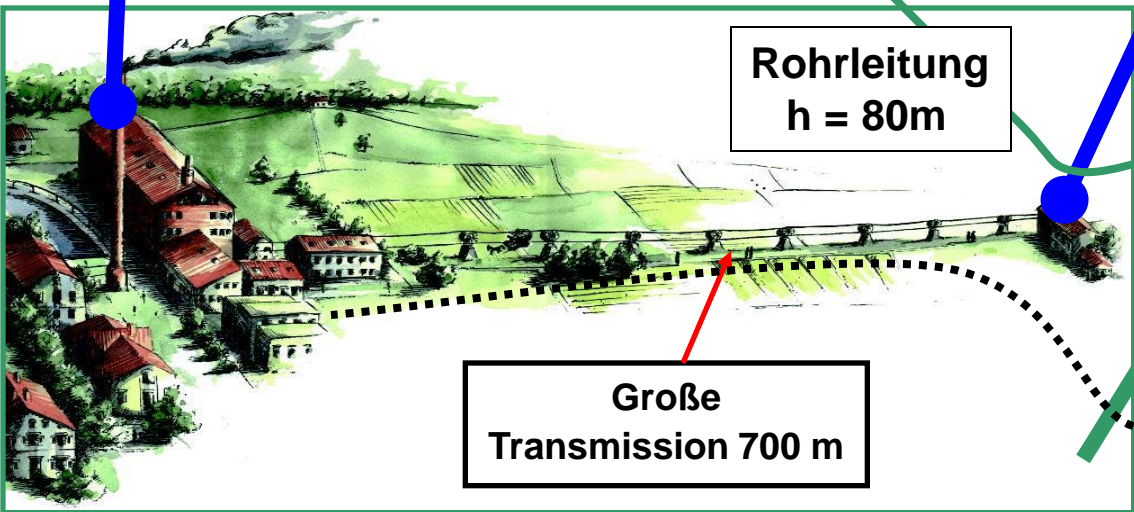 Rohrleitung
h = 80m
Große
Transmission 700 m